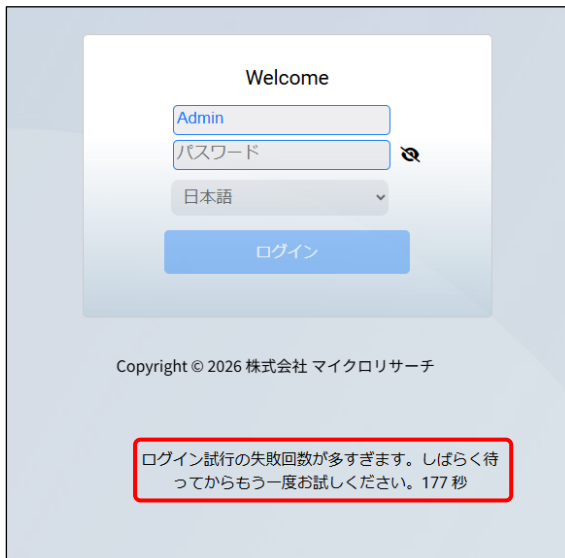 Welcome
Admin
パスワード
日本語
ログイン
Copyright © 2026 株式会社 マイクロリサーチ
ログイン試行の失敗回数が多すぎます。しばらく待
ってからもう一度お試しください。177 秒